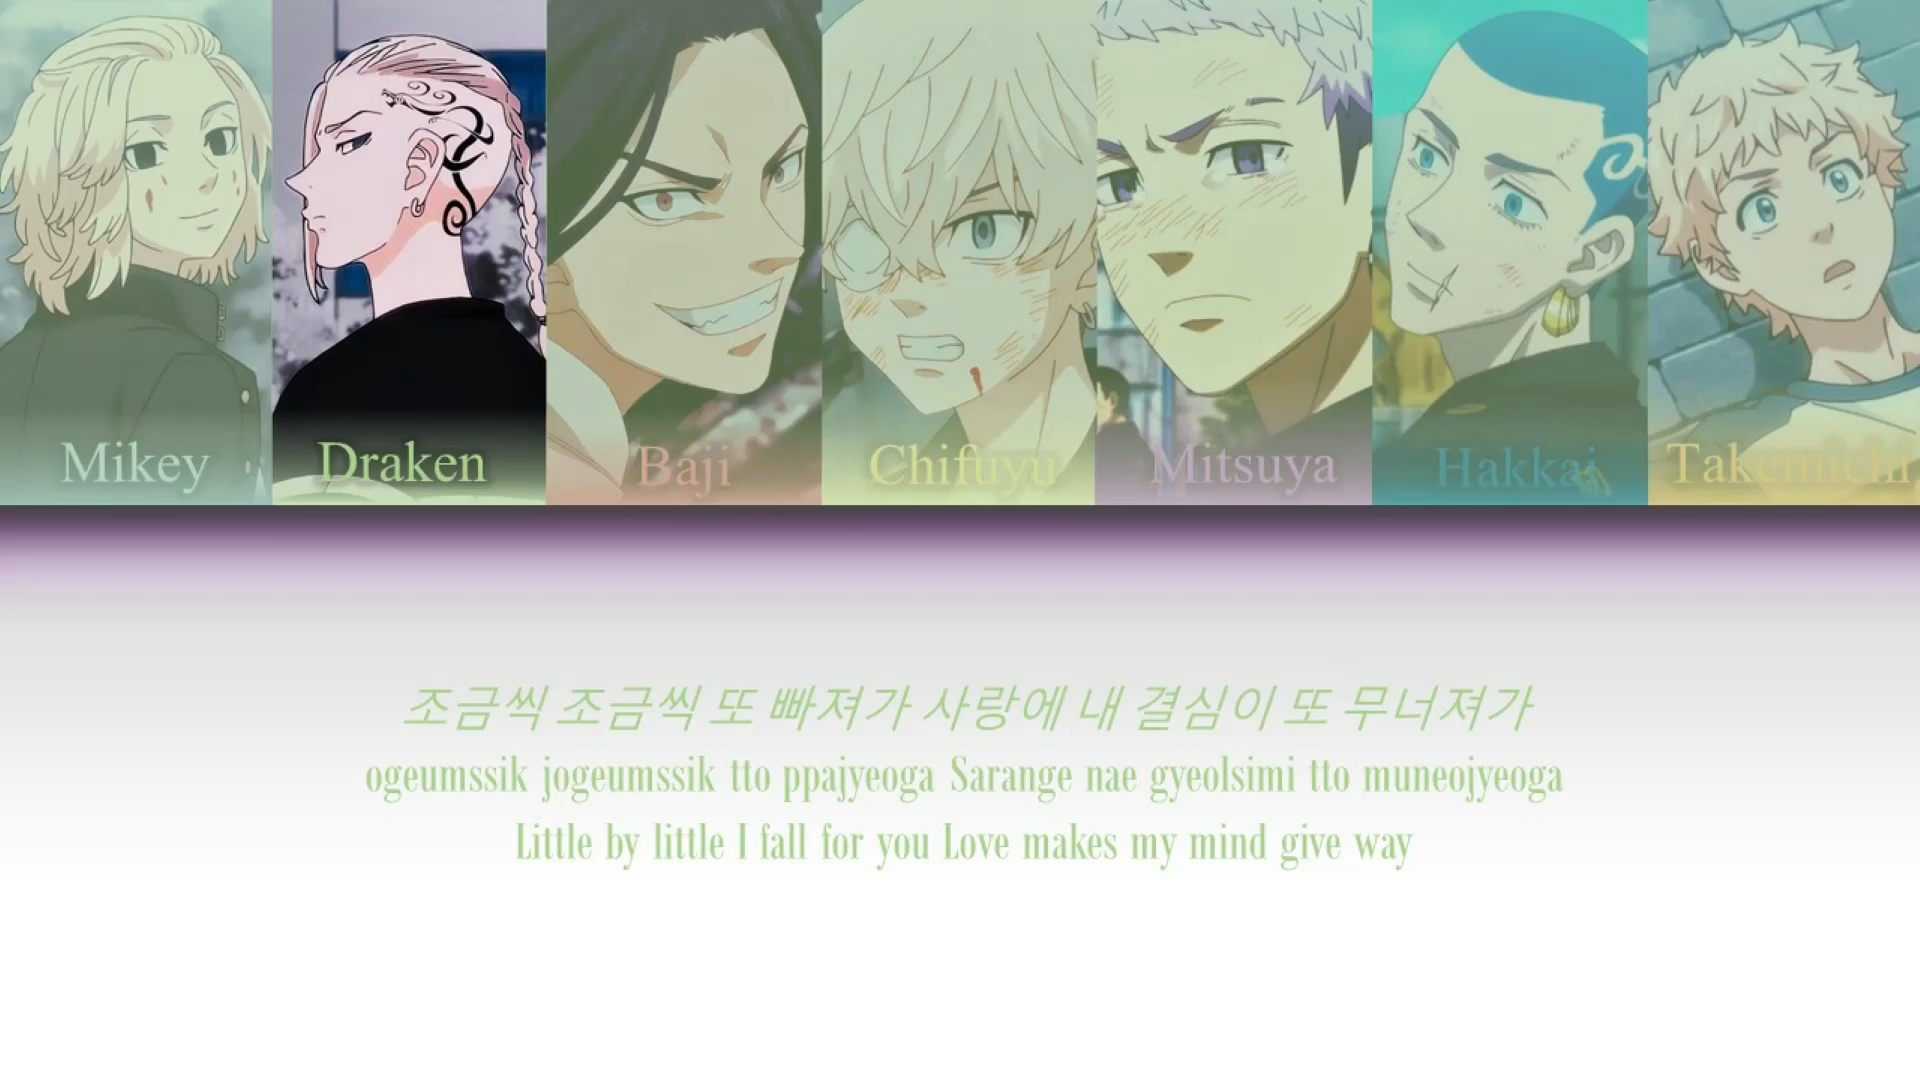 Mikey Draken Baji Chifuyu Mitsuya Hakkai Takemichi
조금씩 조금씩 또 빠져가 사랑에 내 결심이 또 무너져가
ogeumssik jogeumssik tto ppajyeoga Sarange nae gyeolsimi tto muneojyeoga
Little by little I fall for you Love makes my mind give way